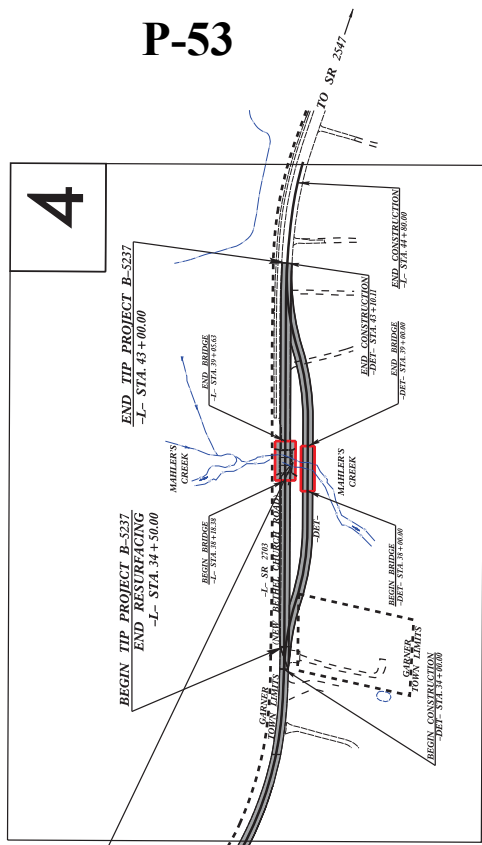 P-53
TO SR 2547
4
END TIP PROJECT B-5237
-L- STA. 43+00.00
END CONSTRUCTION
-L- STA. 44+80.00
END CONSTRUCTION
-DET- STA. 43+10.11
END BRIDGE
-L- STA. 39+05.63
END BRIDGE
-DET- STA. 39+00.00
MAHLER'S
CREEK
MAHLER'S
CREEK
BEGIN TIP PROJECT B-5237
END RESURFACING
-L- STA. 34+50.00
BEGIN BRIDGE
-L- STA. 38+18.38
-L- SR 2703
(NEW BETHEL CHURCH ROAD)
-DET-
BEGIN BRIDGE
-DET- STA. 38+00.00
GARNER
TOWN LIMITS
GARNER
TOWN LIMITS
BEGIN CONSTRUCTION
-DET- STA. 34+00.00